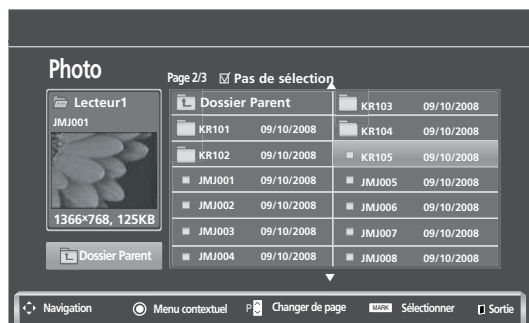 Photo
Page 2/3 Pas de sélection
Lecteur1
JMJ001
1366x768, 125KB
Dossier Parent
Dossier Parent
KR101 09/10/2008
KR102 09/10/2008
JMJ001 09/10/2008
JMJ002 09/10/2008
JMJ003 09/10/2008
JMJ004 09/10/2008
KR103 09/10/2008
KR104 09/10/2008
KR105 09/10/2008
JMJ005 09/10/2008
JMJ006 09/10/2008
JMJ007 09/10/2008
JMJ008 09/10/2008
Navigation Menu contextuel P Changer de page MARK Sélectionner Sortie